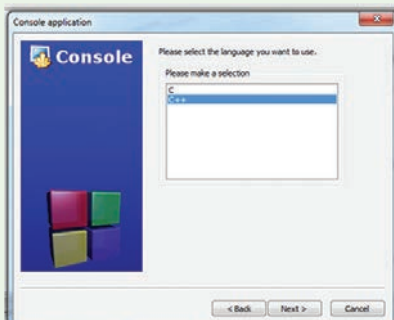 Console application
Console
Please select the language you want to use.
Please make a selection
C
C++
< Back
Next >
Cancel